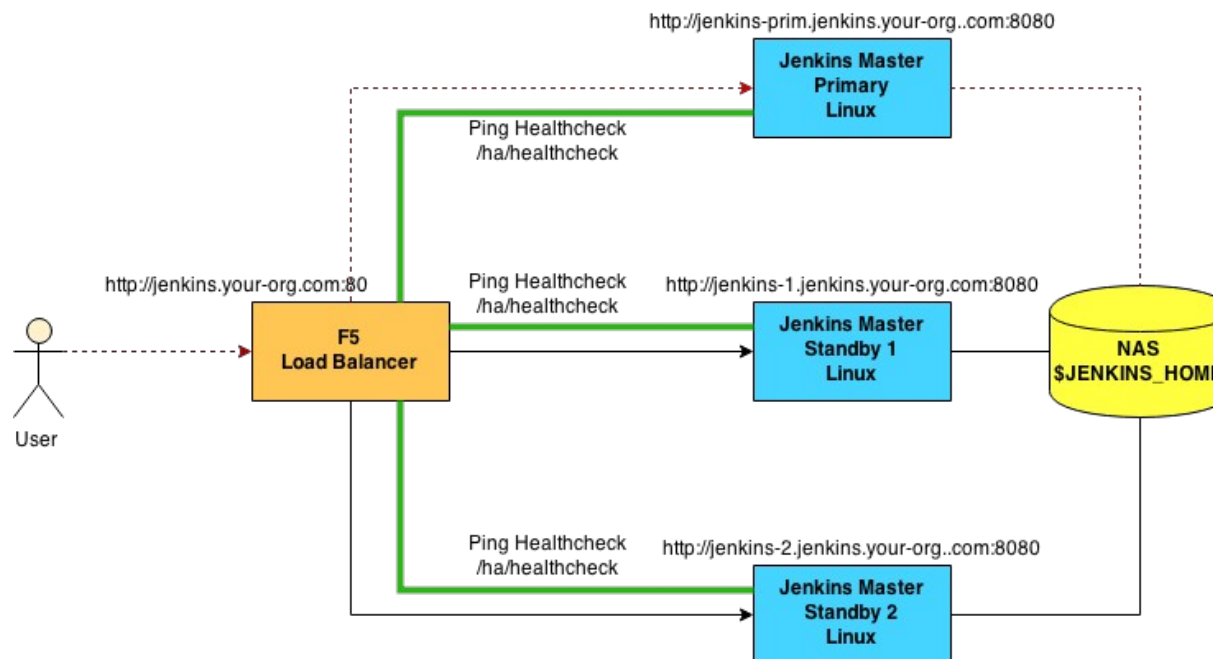 http://jenkins-prim.jenkins.your-org..com:8080
Jenkins Master
Primary
Linux
Ping Healthcheck
/ha/healthcheck
http://jenkins.your-org.com:80
Ping Healthcheck
/ha/healthcheck
http://jenkins-1.jenkins.your-org.com:8080
F5
Load Balancer
Jenkins Master
Standby 1
Linux
NAS
$JENKINS_HOME
User
Ping Healthcheck
/ha/healthcheck
http://jenkins-2.jenkins.your-org..com:8080
Jenkins Master
Standby 2
Linux